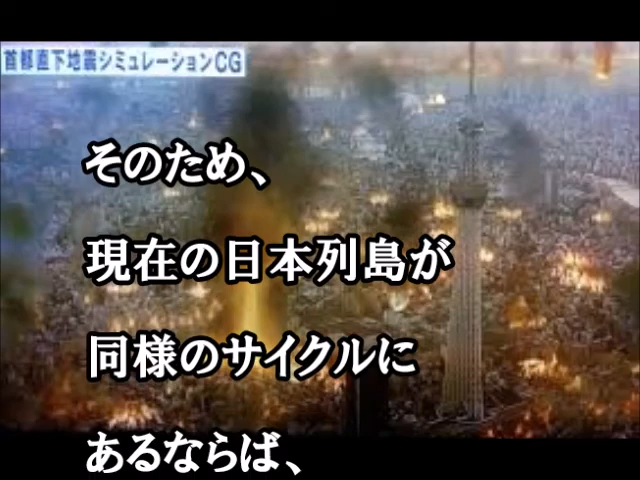 首都直下地震シミュレーションCG
そのため、
現在の日本列島が
同様のサイクルに
あるならば、